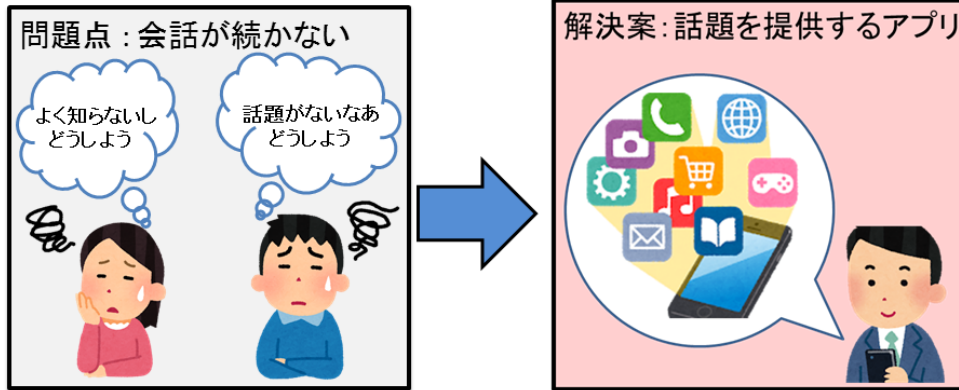 問題点：会話が続かない
よく知らないし
どうしよう
話題がないなあ
どうしよう
解決案：話題を提供するアプリ